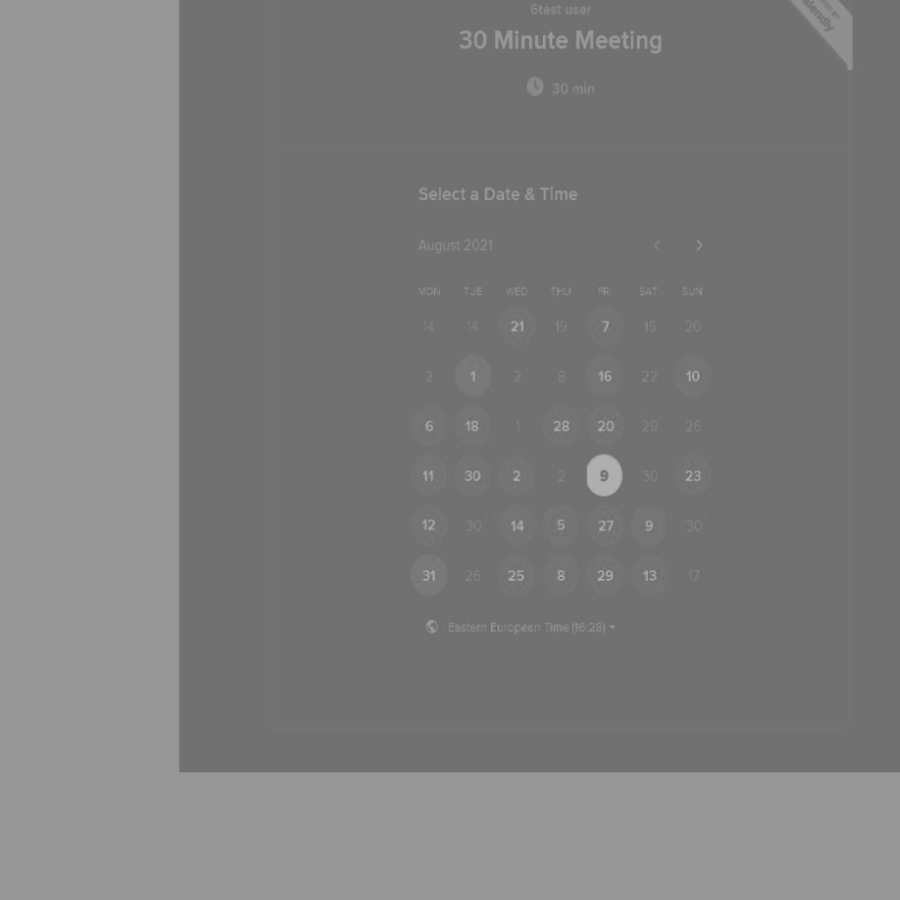 6test user
30 Minute Meeting
30 min
Select a Date & Time
August 2021
MON TUE WED THU FRI SAT SUN
14 14 21 19 7 16 20
2 1 2 8 16 22 10
6 18 1 28 20 29 26
11 30 2 2 9 30 23
12 30 14 5 27 9 30
31 26 25 8 29 13 17
Eastern European Time (16:28)